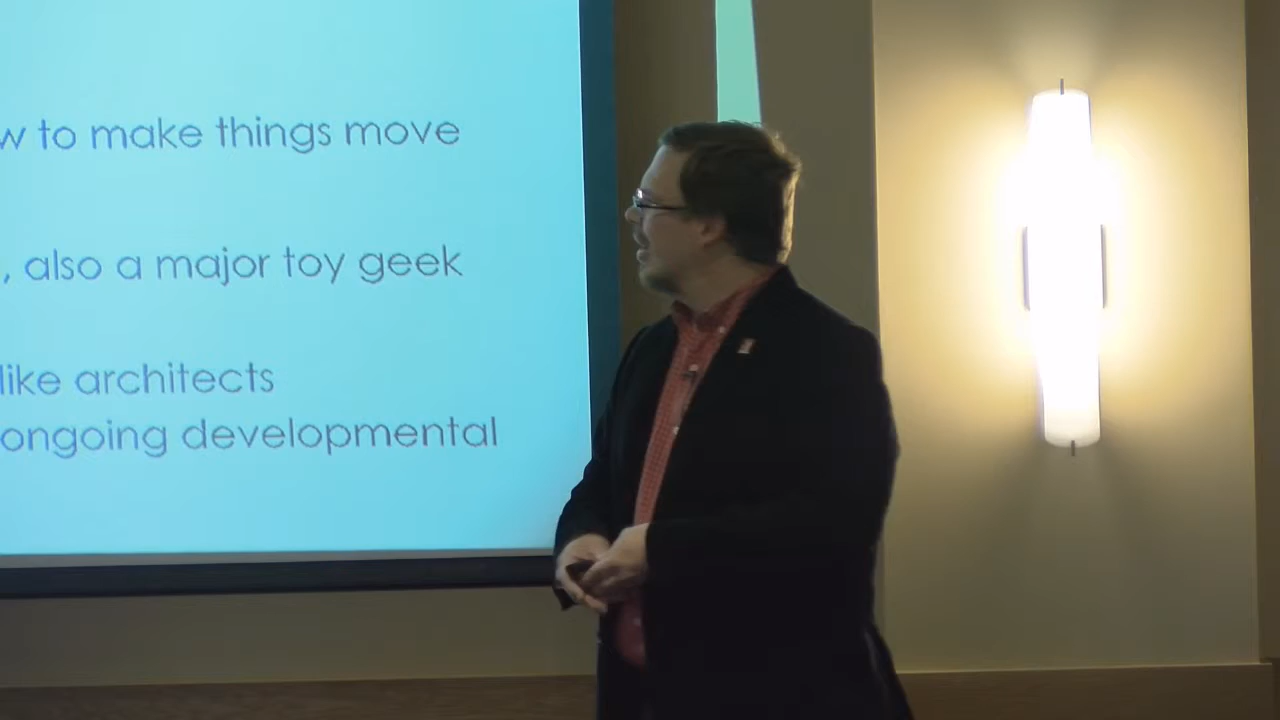 to make things move
, also a major toy geek
like architects
ongoing developmental